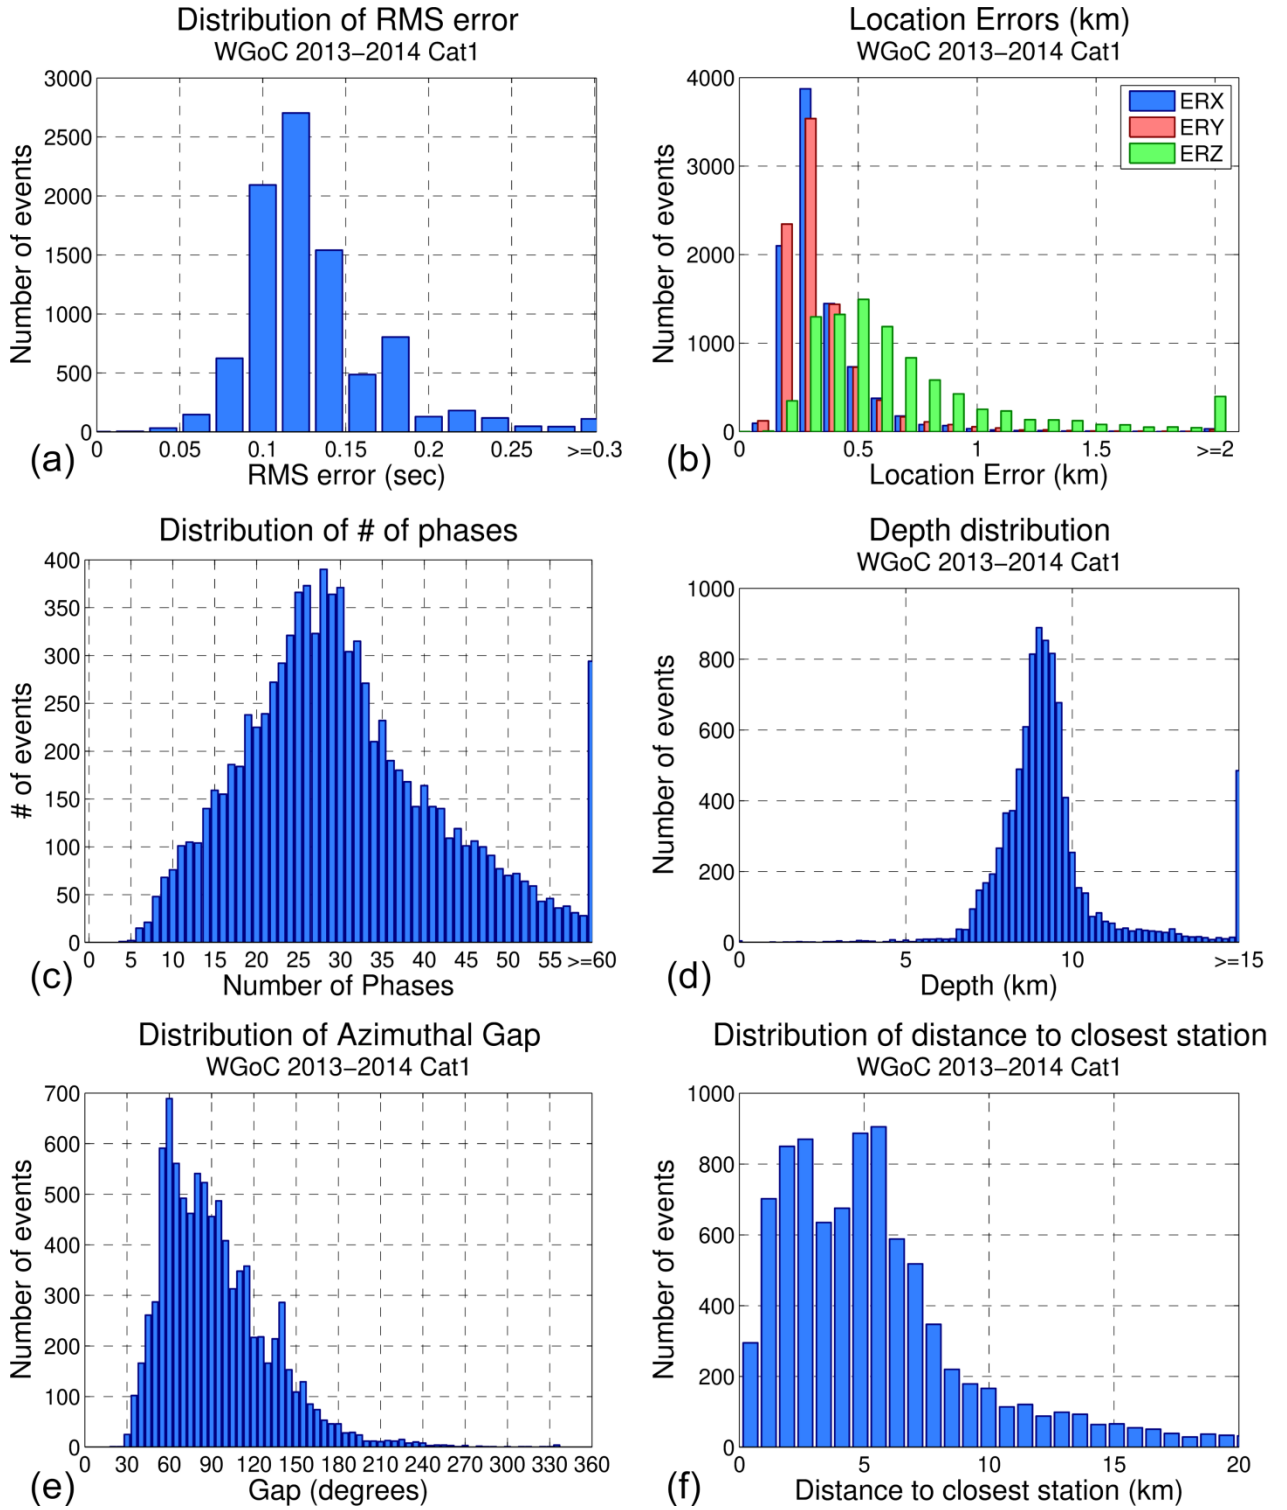 Distribution of RMS error
WGoC 2013−2014 Cat1
3000
2500
2000
1500
1000
500
0
Number of events
0 0.05 0.1 0.15 0.2 0.25 >=0.3
RMS error (sec)
(a)
Location Errors (km)
WGoC 2013−2014 Cat1
ERX
ERY
ERZ
4000
3000
2000
1000
0
Number of events
0 0.5 1 1.5 >=2
Location Error (km)
(b)
Distribution of # of phases
400
350
300
250
200
150
100
50
0
# of events
0 5 10 15 20 25 30 35 40 45 50 55 >=60
Number of Phases
(c)
Depth distribution
WGoC 2013−2014 Cat1
1000
800
600
400
200
0
Number of events
0 5 10 >=15
Depth (km)
(d)
Distribution of Azimuthal Gap
WGoC 2013−2014 Cat1
700
600
500
400
300
200
100
0
Number of events
0 30 60 90 120 150 180 210 240 270 300 330 360
Gap (degrees)
(e)
Distribution of distance to closest station
WGoC 2013−2014 Cat1
1000
800
600
400
200
0
Number of events
0 5 10 15 20
Distance to closest station (km)
(f)